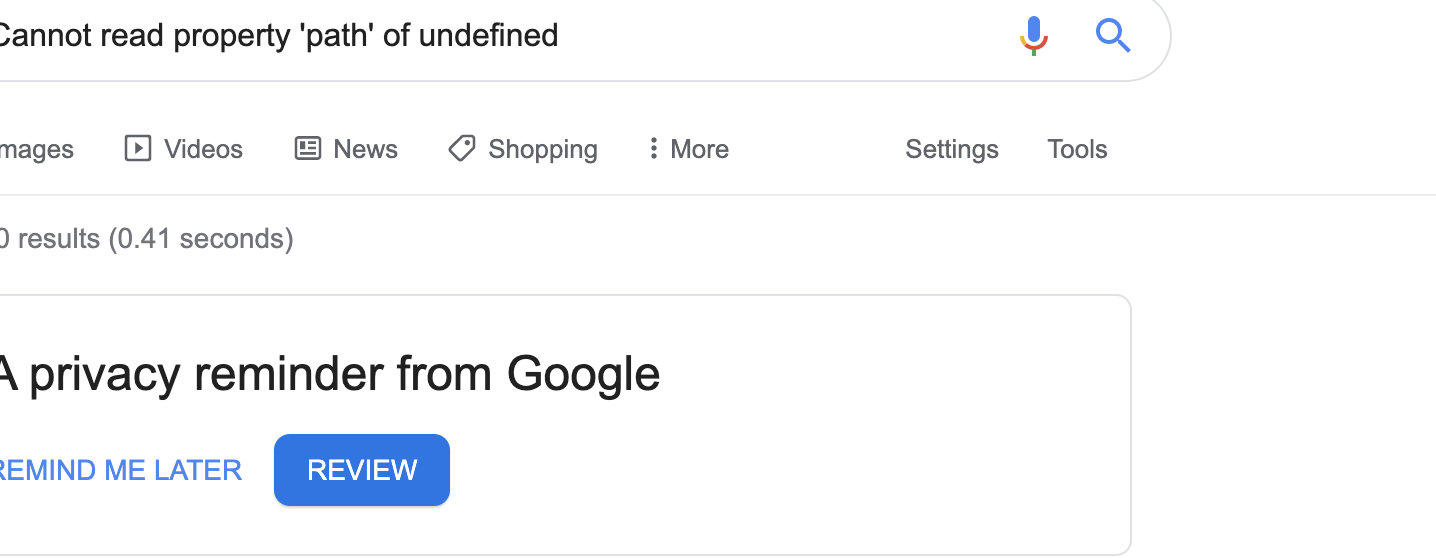 Cannot read property 'path' of undefined
mages Videos News Shopping More Settings Tools
0 results (0.41 seconds)
A privacy reminder from Google
REMIND ME LATER REVIEW